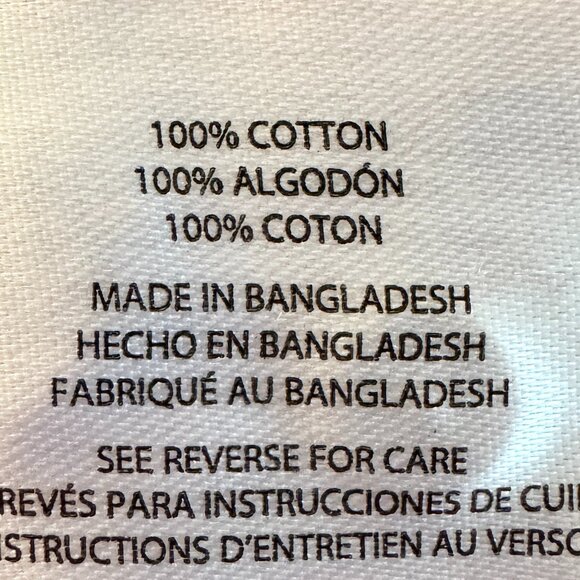 100% COTTON
100% ALGODÓN
100% COTON
MADE IN BANGLADESH
HECHO EN BANGLADESH
FABRIQUÉ AU BANGLADESH
SEE REVERSE FOR CARE
REVÉS PARA INSTRUCCIONES DE
D'ENTRETIEN AU